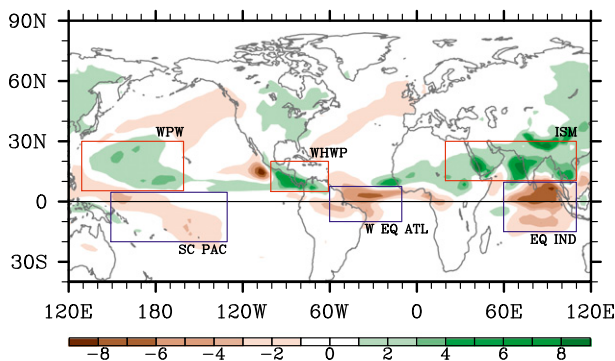 90N
60N
30N
0
30S
WPW
WHWP
ISM
SC PAC
W EQ ATL
EQ IND
120E 180 120W 60W 0 60E 120E
−8 −6 −4 −2 0 2 4 6 8